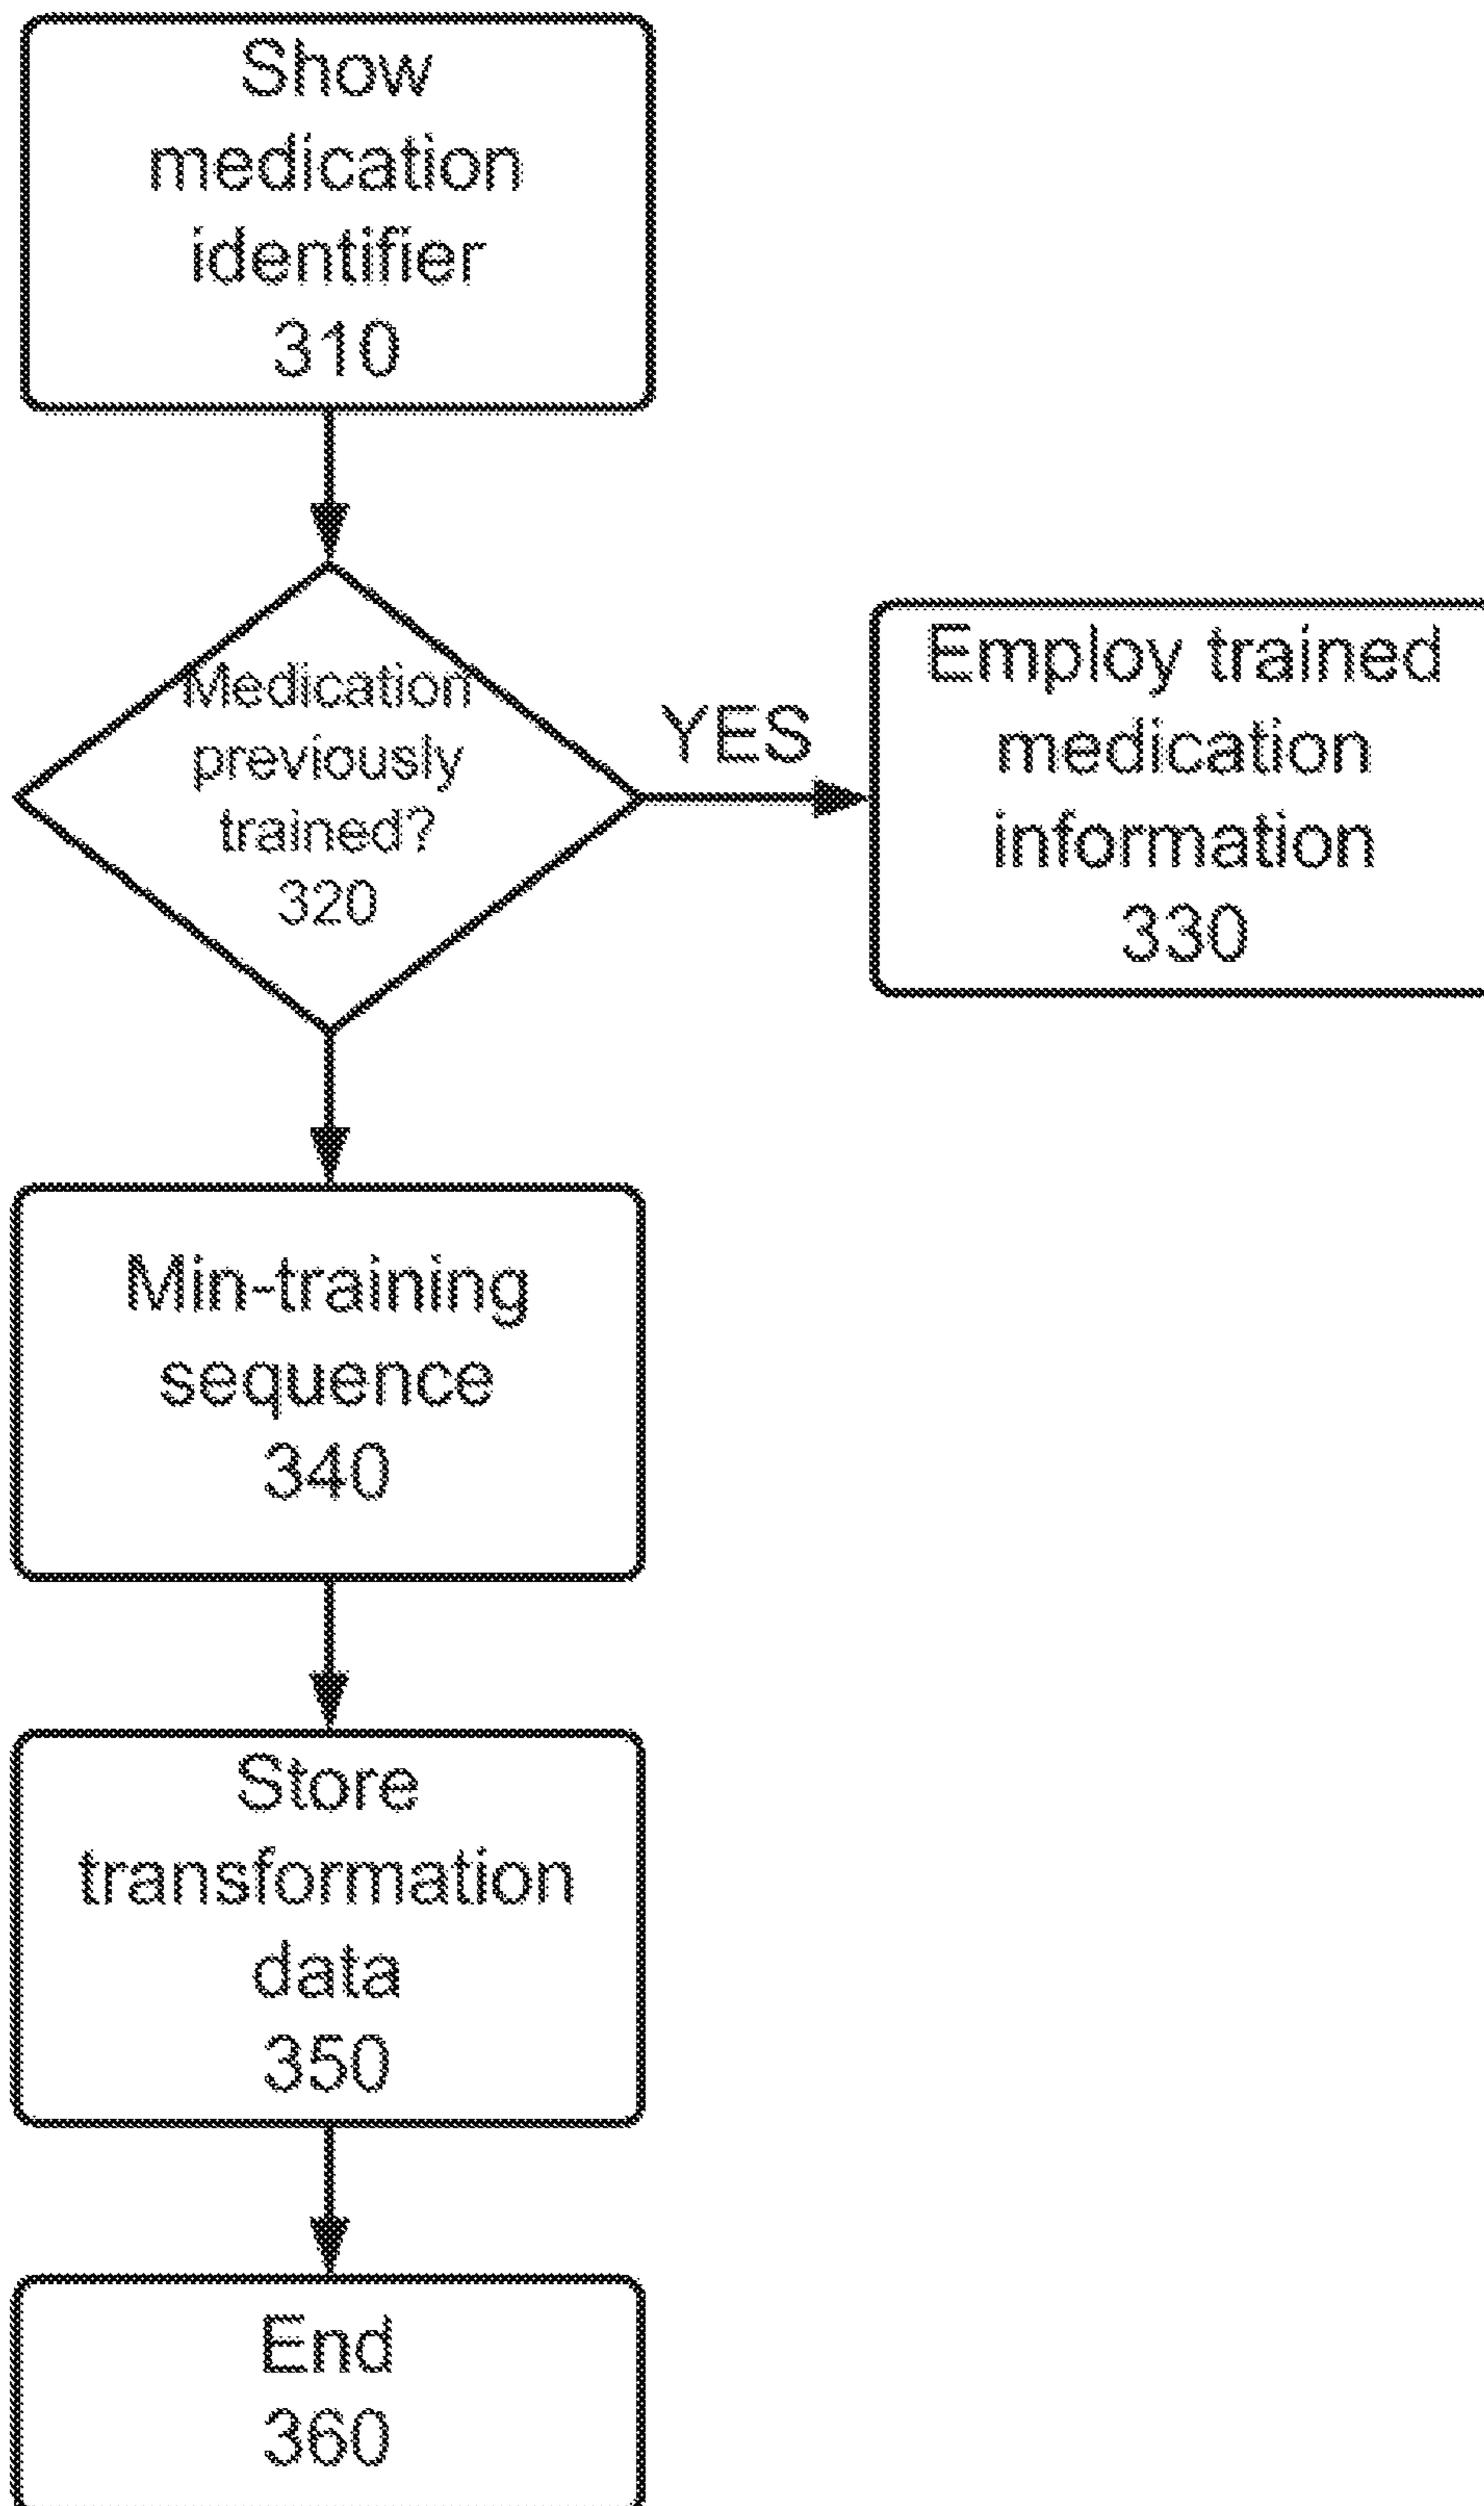 Show
medication
identifier
310
Medication
previously
trained?
320
YES
Employ trained
medication
information
330
Min-training
sequence
340
Store
transformation
data
350
End
360